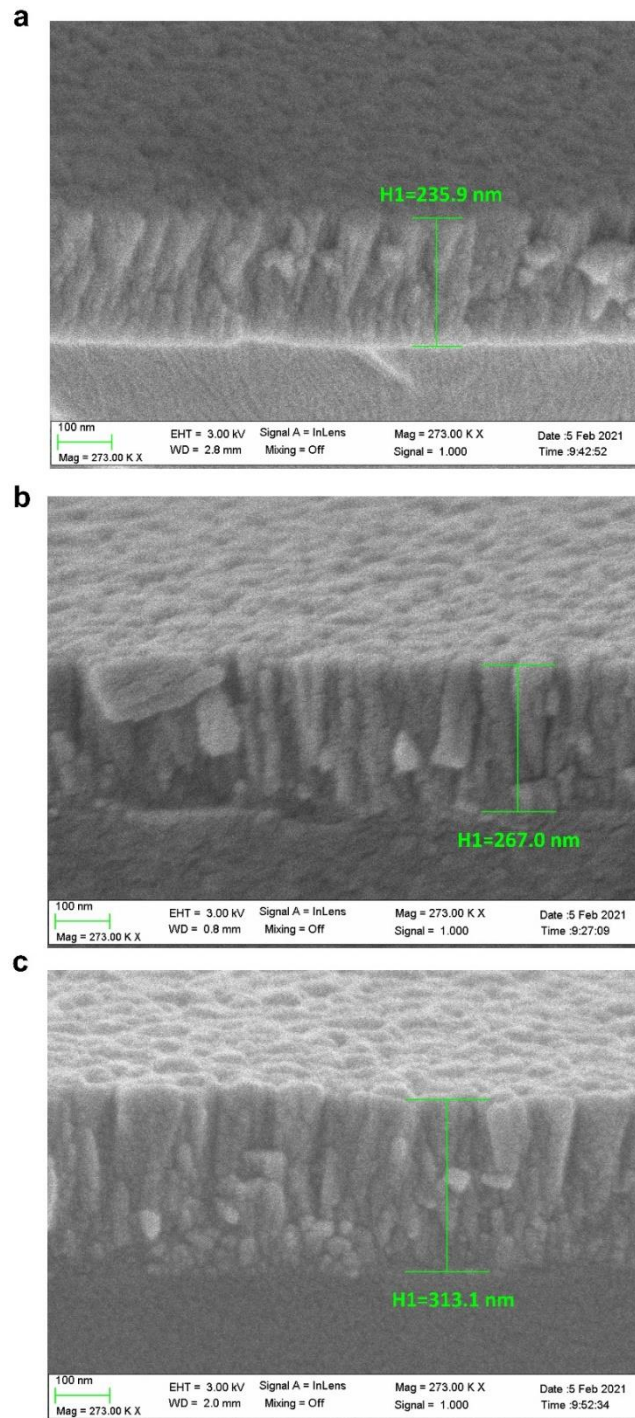 a
H1=235.9 nm
100 nm
Mag = 273.00 K X
EHT = 3.00 kV
WD = 2.8 mm
Signal A = InLens
Mixing = Off
Mag = 273.00 K X
Signal = 1.000
Date :5 Feb 2021
Time :9:42:52
b
H1=267.0 nm
100 nm
Mag = 273.00 K X
EHT = 3.00 kV
WD = 0.8 mm
Signal A = InLens
Mixing = Off
Mag = 273.00 K X
Signal = 1.000
Date :5 Feb 2021
Time :9:27:09
c
H1=313.1 nm
100 nm
Mag = 273.00 K X
EHT = 3.00 kV
WD = 2.0 mm
Signal A = InLens
Mixing = Off
Mag = 273.00 K X
Signal = 1.000
Date :5 Feb 2021
Time :9:52:34